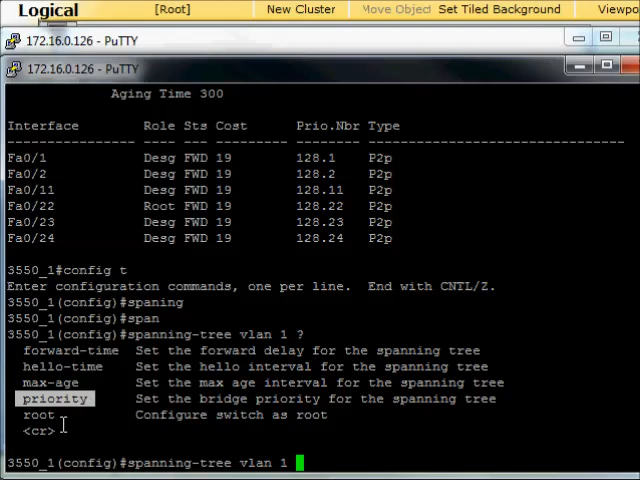 Logical [Root] New Cluster Move Object Set Tiled Background Viewpo
172.16.0.126 - PuTTY
172.16.0.126 - PuTTY
Aging Time 300
Interface Role Sts Cost Prio.Nbr Type
---------------- ---- --- --------- -------- --------------------------------
Fa0/1 Desg FWD 19 128.1 P2p
Fa0/2 Desg FWD 19 128.2 P2p
Fa0/11 Desg FWD 19 128.11 P2p
Fa0/22 Root FWD 19 128.22 P2p
Fa0/23 Desg FWD 19 128.23 P2p
Fa0/24 Desg FWD 19 128.24 P2p
3550_1#config t
Enter configuration commands, one per line. End with CNTL/Z.
3550_1(config)#spaning
3550_1(config)#span
3550_1(config)#spanning-tree vlan 1 ?
forward-time Set the forward delay for the spanning tree
hello-time Set the hello interval for the spanning tree
max-age Set the max age interval for the spanning tree
priority Set the bridge priority for the spanning tree
root Configure switch as root
<cr>
3550_1(config)#spanning-tree vlan 1